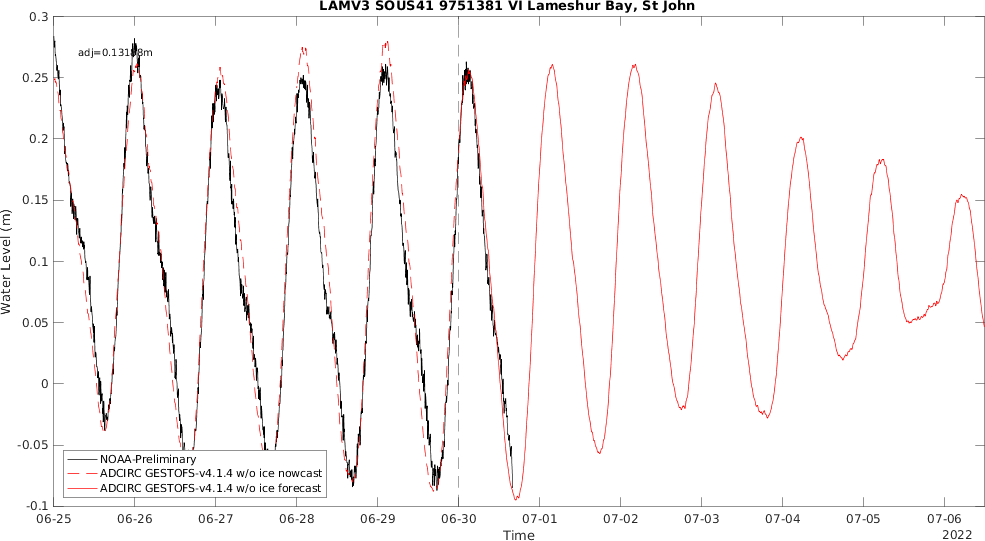 LAMV3 SOUS41 9751381 VI Lameshur Bay, St John
0.3
0.25
0.2
0.15
0.1
0.05
0
-0.05
-0.1
Water Level (m)
NOAA-Preliminary
ADCIRC GESTOFS-v4.1.4 w/o ice nowcast
ADCIRC GESTOFS-v4.1.4 w/o ice forecast
06-25 06-26 06-27 06-28 06-29 06-30 07-01 07-02 07-03 07-04 07-05 07-06
Time
2022